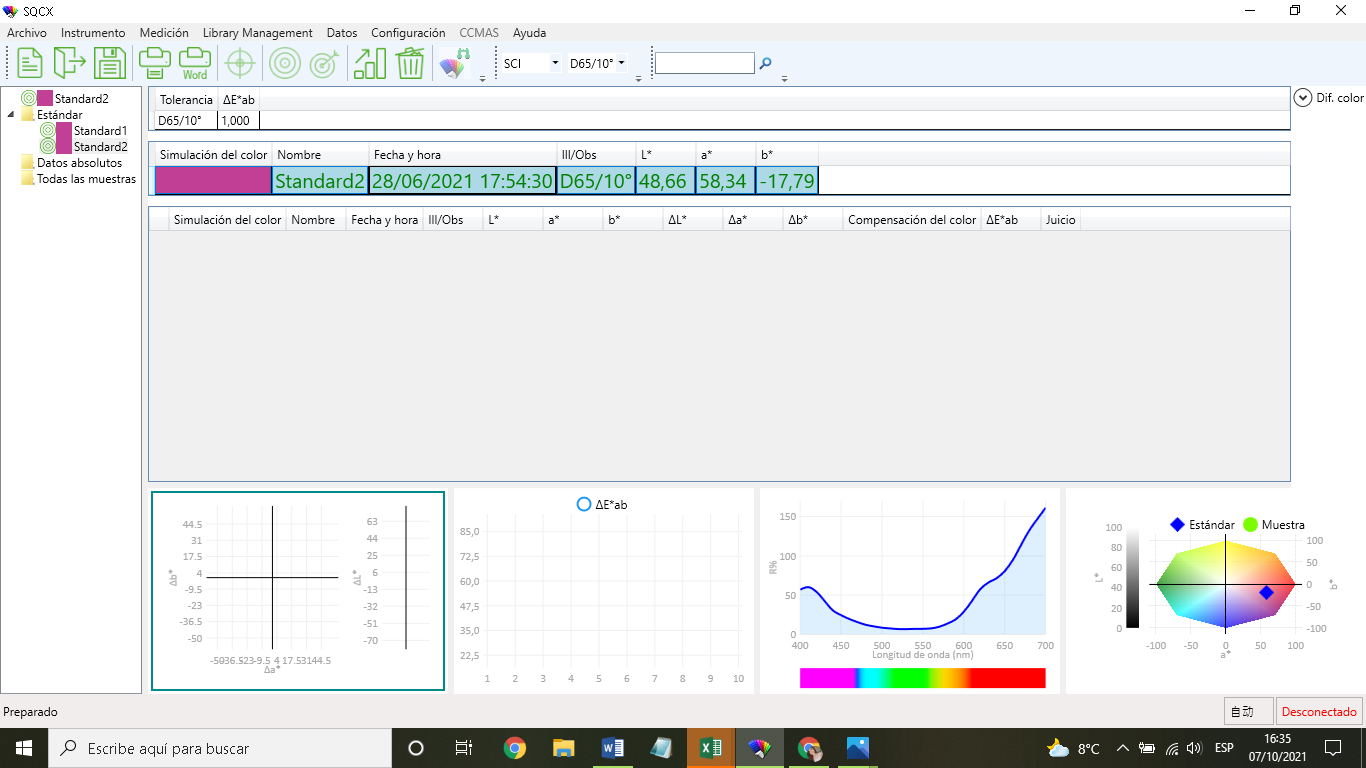 SQCX
Archivo Instrumento Medición Library Management Datos Configuración CCMAS Ayuda
Word SCI D65/10°
Standard2
Estándar
Standard1
Standard2
Datos absolutos
Todas las muestras
Tolerancia ΔE*ab
D65/10° 1,000
Dif. color
Simulación del color Nombre Fecha y hora Ill/Obs L* a* b*
Standard2 28/06/2021 17:54:30 D65/10° 48,66 58,34 -17,79
Simulación del color Nombre Fecha y hora Ill/Obs L* a* b* ΔL* Δa* Δb* Compensación del color ΔE*ab Juicio
44.5
31
17.5
4
-9.5
-23
-36.5
-50
Δb*
-50-36.5-23-9.5 4 17.53144.5
Δa*
63
44
25
6
-13
-32
-51
-70
ΔL*
ΔE*ab
85,0
72,5
60,0
47,5
35,0
22,5
1 2 3 4 5 6 7 8 9 10
150
100
50
0
R%
400 450 500 550 600 650 700
Longitud de onda (nm)
Estándar Muestra
100
80
60
40
20
0
L*
100
50
0
-50
-100
b*
-100 -50 0 50 100
a*
Preparado 自动 Desconectado
Escribe aquí para buscar
8°C ESP 16:35
07/10/2021